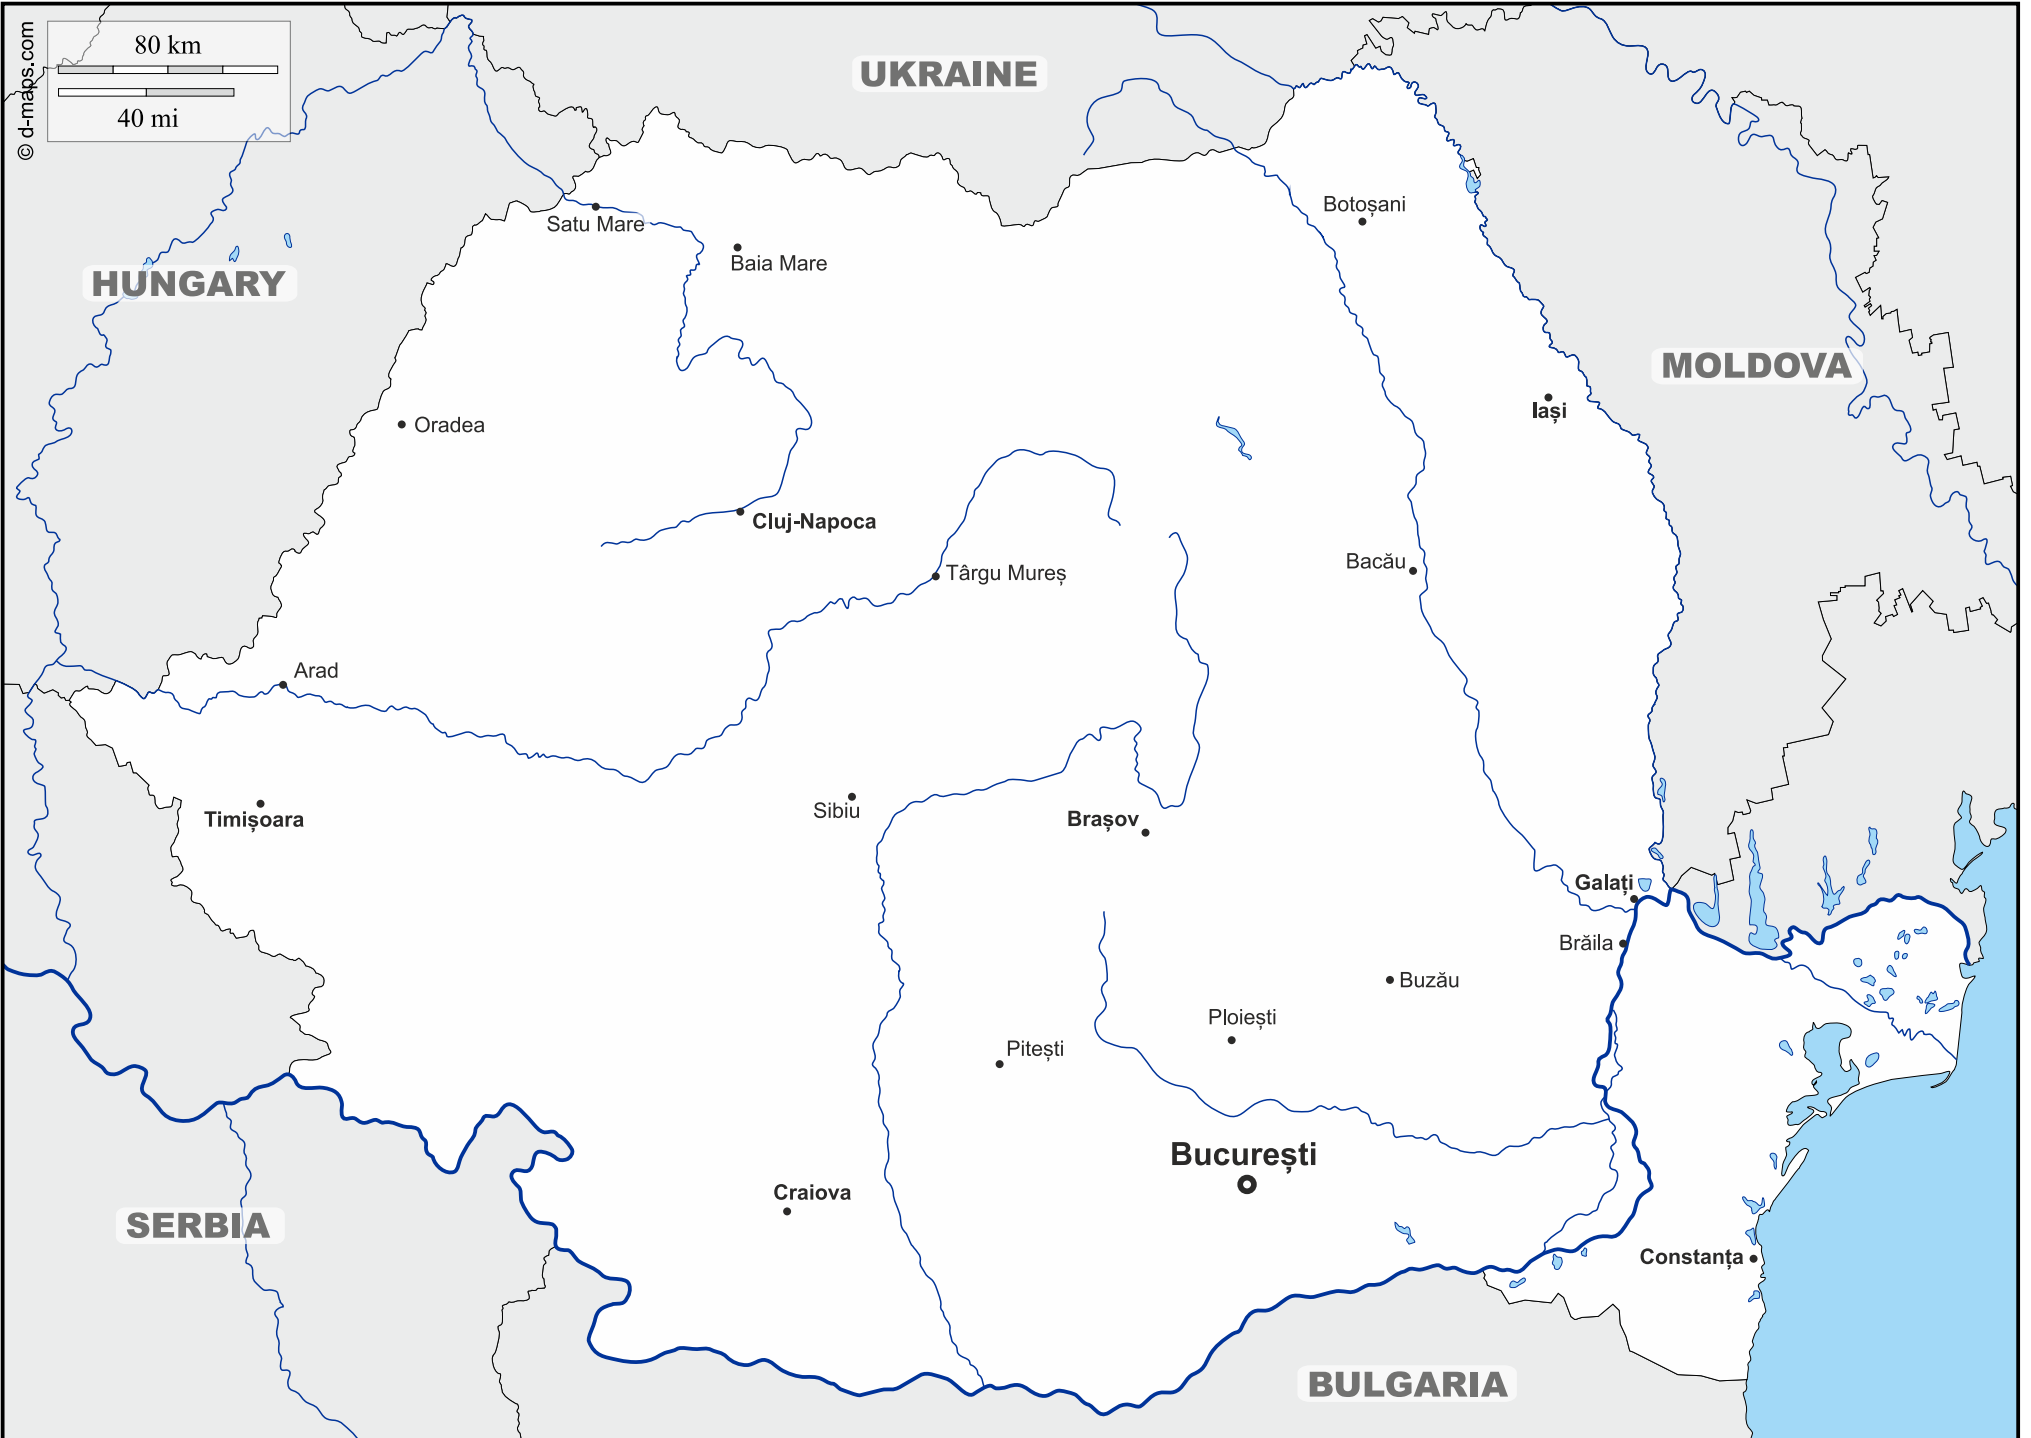 © d-maps.com
80 km
40 mi
UKRAINE
HUNGARY
MOLDOVA
SERBIA
BULGARIA
Satu Mare
Baia Mare
Botoșani
Iași
Oradea
Cluj-Napoca
Târgu Mureș
Bacău
Arad
Timișoara
Sibiu
Brașov
Galați
Brăila
Buzău
Ploiești
Pitești
București
Craiova
Constanța